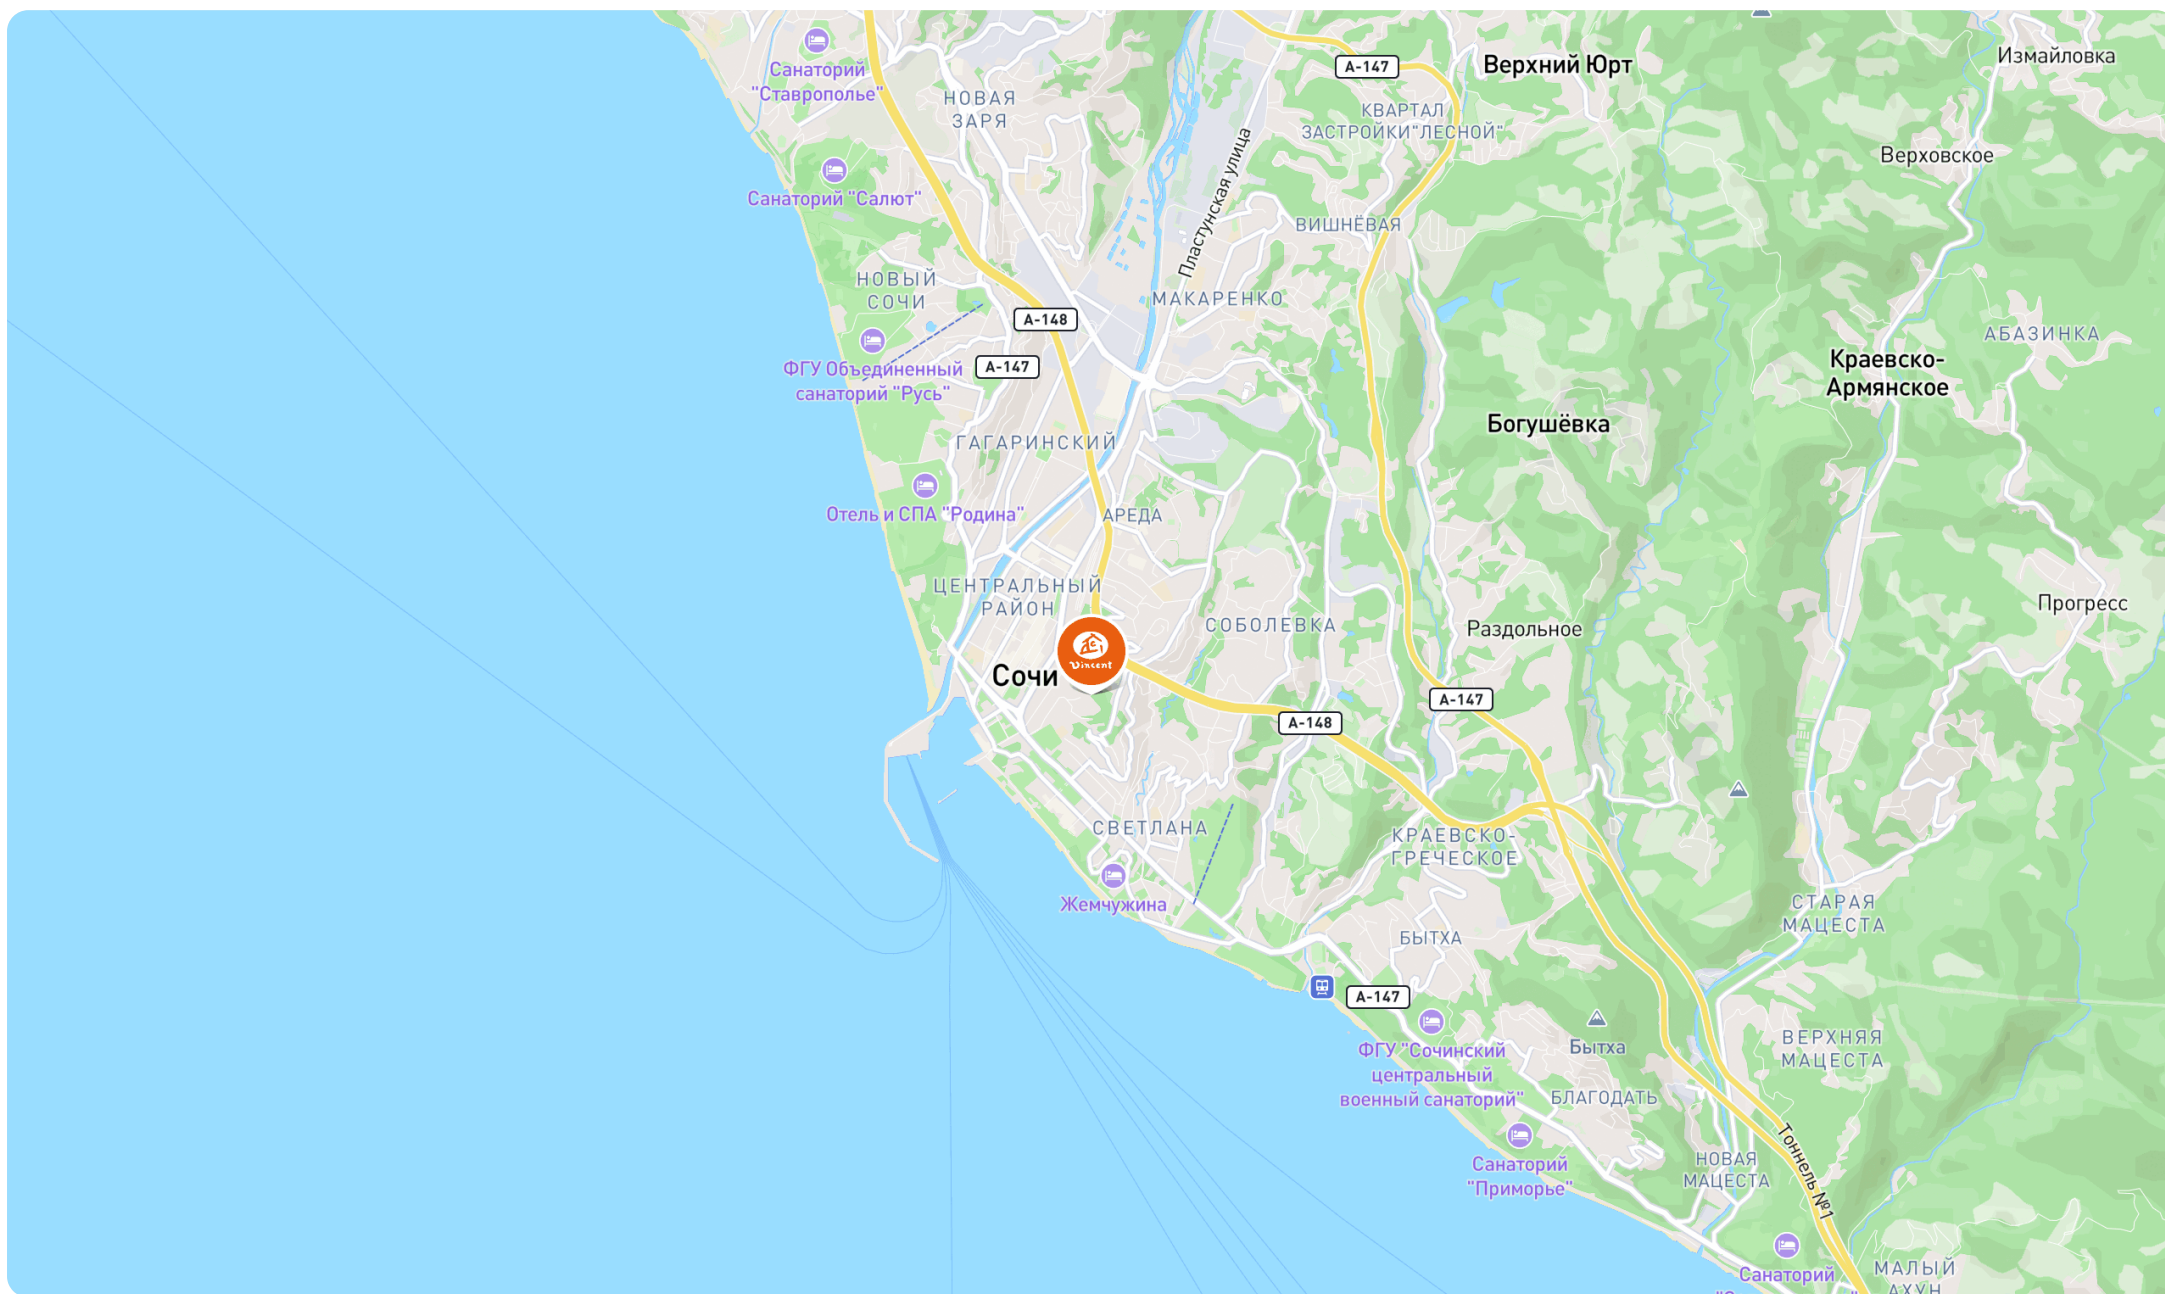 Санаторий
"Ставрополье"
НОВАЯ
ЗАРЯ
А-147
Верхний Юрт
Измайловка
КВАРТАЛ
ЗАСТРОЙКИ"ЛЕСНОЙ"
Верховское
Санаторий "Салют"
Пластунская улица
ВИШНЁВАЯ
НОВЫЙ
СОЧИ
МАКАРЕНКО
А-148
АБАЗИНКА
А-147
ФГУ Объединенный
санаторий "Русь"
Краевско-
Армянское
Богушёвка
ГАГАРИНСКИЙ
Отель и СПА "Родина"
АРЕДА
ЦЕНТРАЛЬНЫЙ
РАЙОН
Прогресс
СОБОЛЕВКА
Раздольное
Vincent
Сочи
А-147
А-148
СВЕТЛАНА
КРАЕВСКО-
ГРЕЧЕСКОЕ
Жемчужина
СТАРАЯ
МАЦЕСТА
БЫТХА
А-147
ФГУ "Сочинский
центральный
военный санаторий"
Бытха
ВЕРХНЯЯ
МАЦЕСТА
БЛАГОДАТЬ
Санаторий
"Приморье"
НОВАЯ
МАЦЕСТА
Тоннель №1
Санаторий
МАЛЫЙ
АХУН